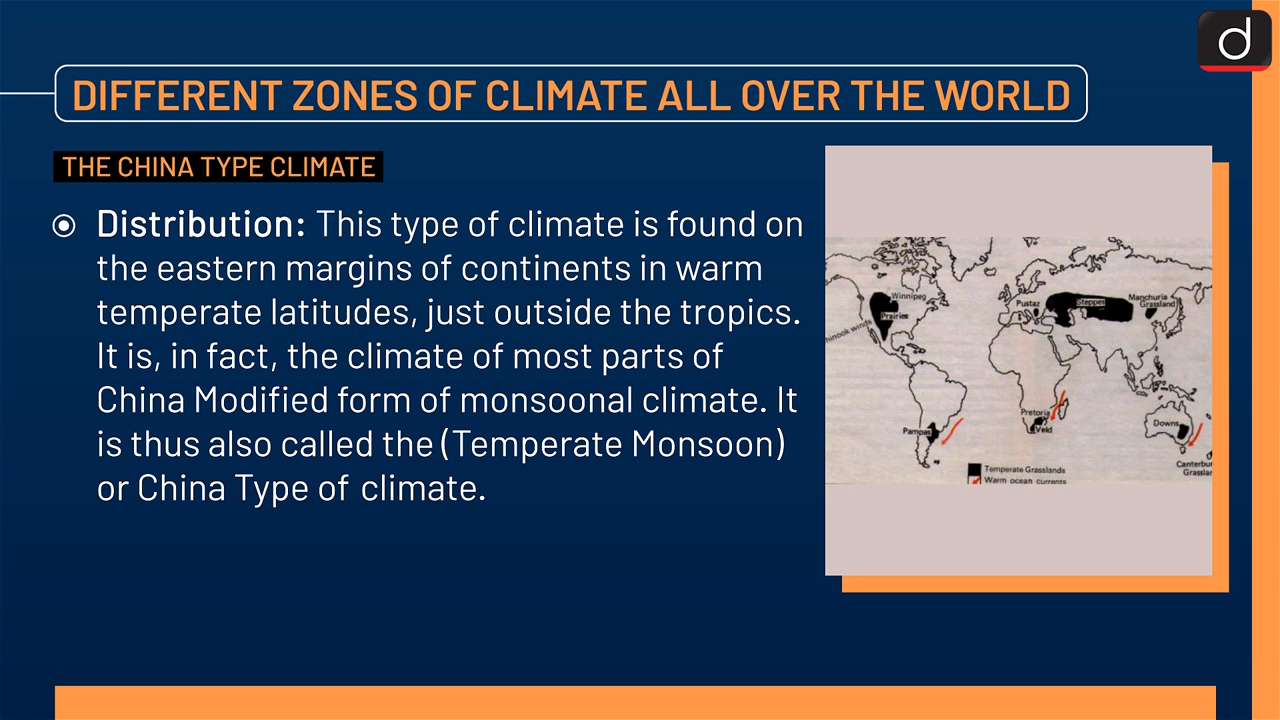 d
DIFFERENT ZONES OF CLIMATE ALL OVER THE WORLD
THE CHINA TYPE CLIMATE
Distribution: This type of climate is found on
the eastern margins of continents in warm
temperate latitudes, just outside the tropics.
It is, in fact, the climate of most parts of
China Modified form of monsoonal climate. It
is thus also called the (Temperate Monsoon)
or China Type of climate.
Winnipeg
Prairies
hinook winds
Pustaz
Steppes
Manchuria
Grassland
Pampas
Pretoria
Veld
Downs
Canterbur
Grasslar
Temperate Grasslands
Warm ocean currents